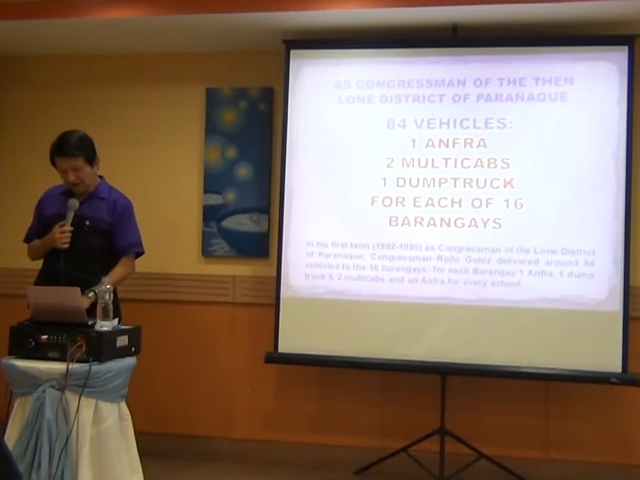 AS CONGRESSMAN OF THE THEN
LONE DISTRICT OF PARAÑAQUE
84 VEHICLES:
1 ANFRA
2 MULTICABS
1 DUMPTRUCK
FOR EACH OF 16
BARANGAYS
In his first term (1992-1995) as Congressman of the Lone District
of Paranaque, Congressman Roilo Golez delivered around 84
vehicles to the 16 barangays: for each Barangay 1 Anfra, 1 dump
truck & 2 multicabs and an Anfra for every school.